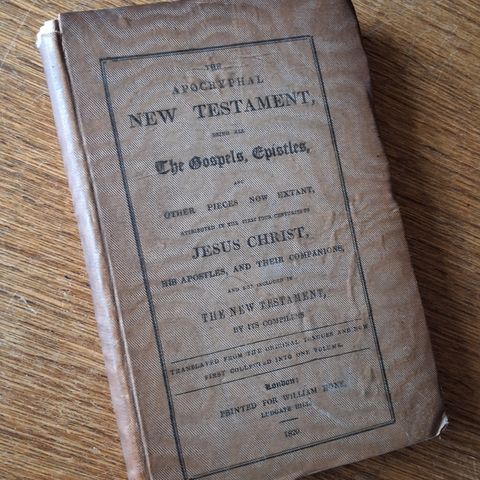 THE
APOCRYPHAL
NEW TESTAMENT,
BEING ALL
The Gospels, Epistles,
AND
OTHER PIECES NOW EXTANT,
ATTRIBUTED IN THE FIRST FOUR CENTURIES TO
JESUS CHRIST,
HIS APOSTLES, AND THEIR COMPANIONS,
AND NOT INCLUDED IN
THE NEW TESTAMENT,
BY ITS COMPILERS
TRANSLATED FROM THE ORIGINAL TONGUES AND NOW
FIRST COLLECTED INTO ONE VOLUME.
London:
PRINTED FOR WILLIAM HONE,
LUDGATE HILL.
1820